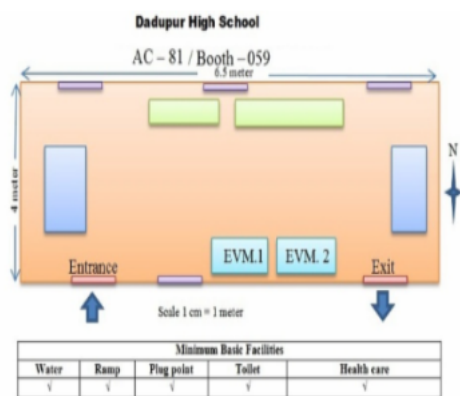 Dadupur High School
AC – 81 / Booth –059
6.5 meter
4 meter
N
EVM.1 EVM. 2
Entrance Exit
Scale 1 cm = 1 meter
Minimum Basic Facilities
Water Ramp Plug point Toilet Health care
√ √ √ √ √